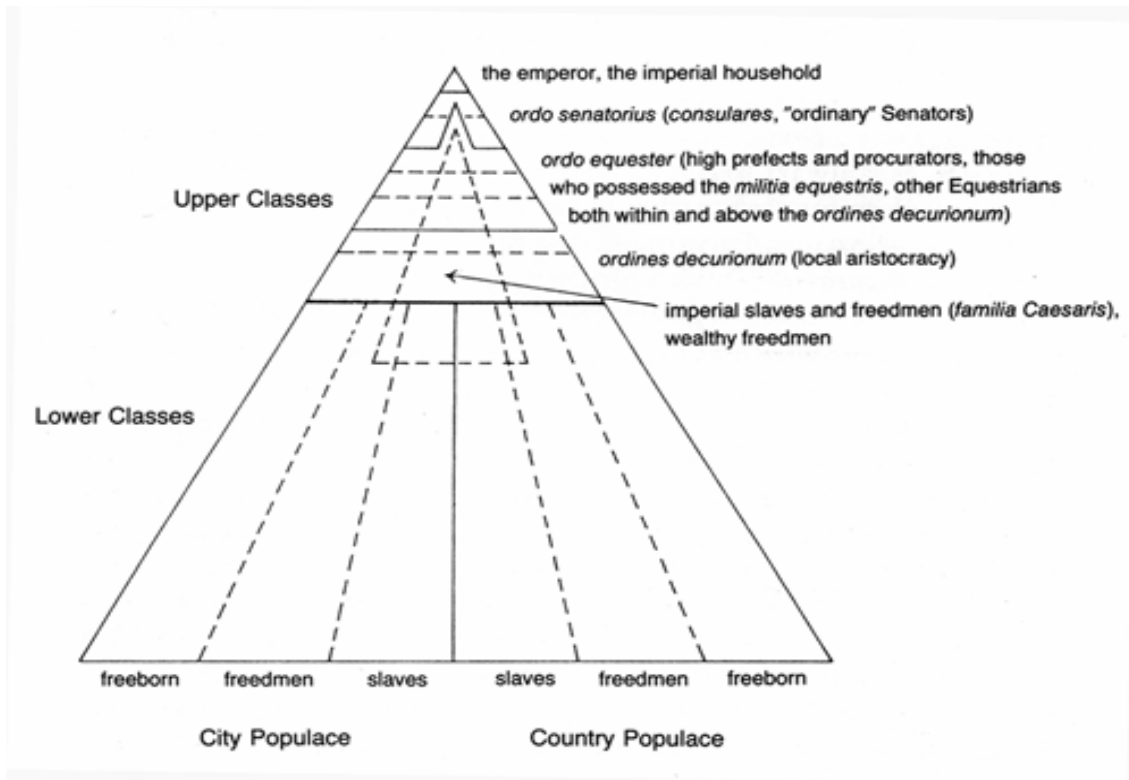 the emperor, the imperial household
ordo senatorius (consulares, "ordinary" Senators)
ordo equester (high prefects and procurators, those
who possessed the militia equestris, other Equestrians
both within and above the ordines decurionum)
Upper Classes
ordines decurionum (local aristocracy)
imperial slaves and freedmen (familia Caesaris),
wealthy freedmen
Lower Classes
freeborn freedmen slaves slaves freedmen freeborn
City Populace Country Populace